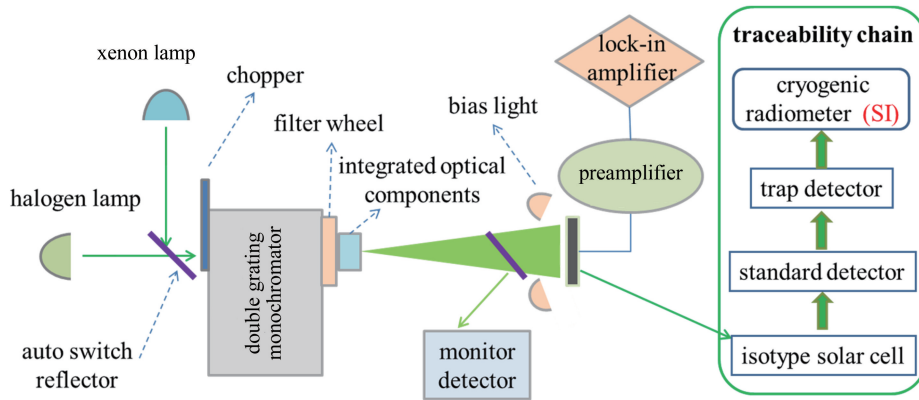 xenon lamp
chopper
filter wheel
integrated optical
components
bias light
lock-in
amplifier
preamplifier
halogen lamp
auto switch
reflector
double grating
monochromator
monitor
detector
traceability chain
cryogenic
radiometer (SI)
trap detector
standard detector
isotype solar cell